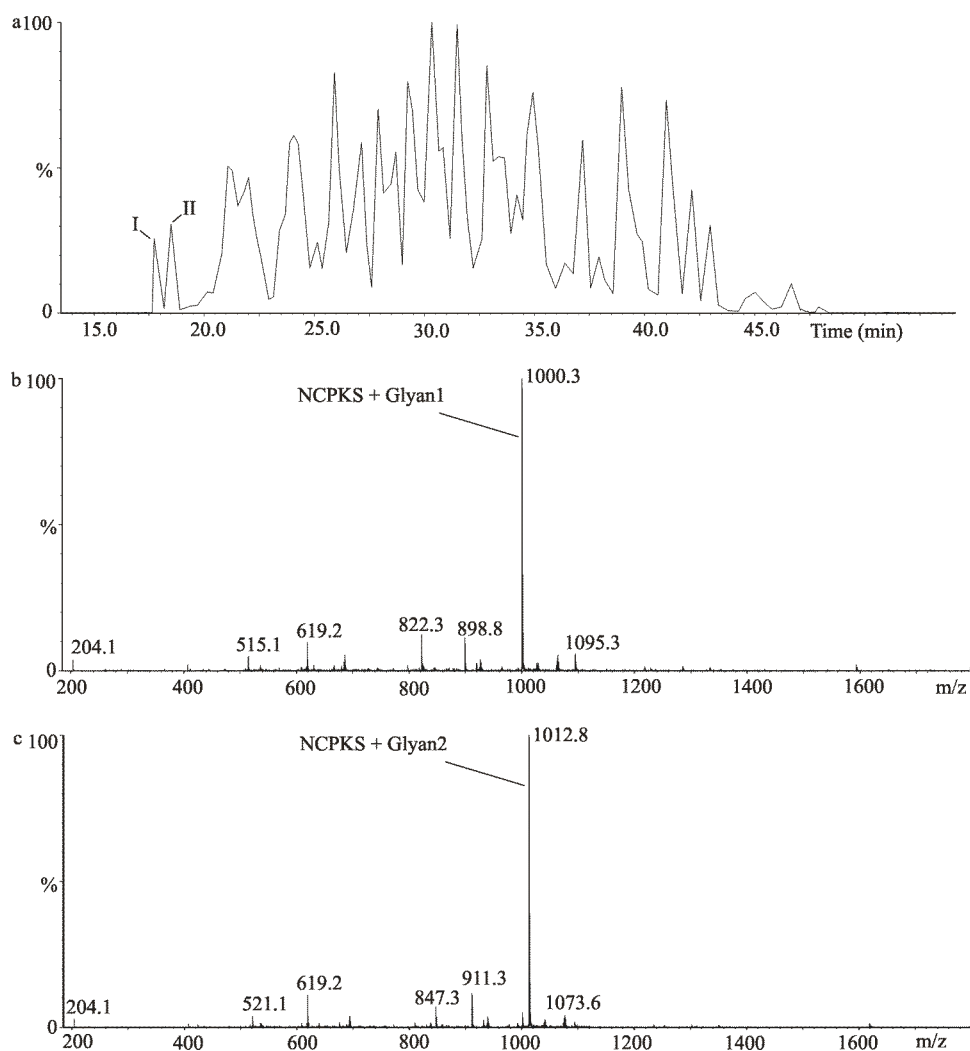 a 100
%
I
II
0
15.0 20.0 25.0 30.0 35.0 40.0 45.0 Time (min)
b 100
1000.3
NCPKS + Glyan1
%
204.1
515.1
619.2
822.3
898.8
1095.3
0
200 400 600 800 1000 1200 1400 1600 m/z
c 100
1012.8
NCPKS + Glyan2
%
204.1
521.1
619.2
847.3
911.3
1073.6
0
200 400 600 800 1000 1200 1400 1600 m/z